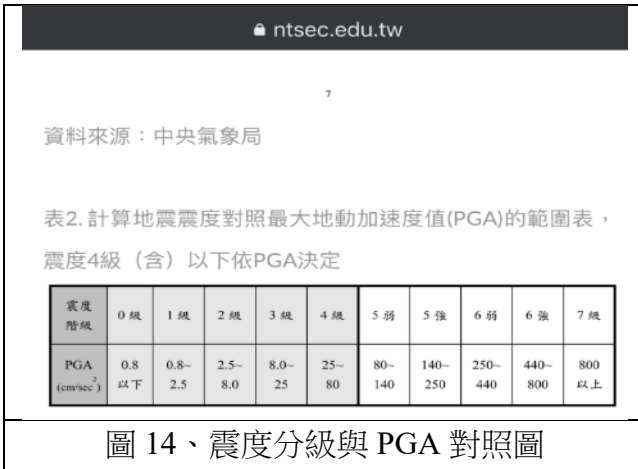 ntsec.edu.tw
7
資料來源：中央氣象局
表2. 計算地震震度對照最大地動加速度值(PGA)的範圍表，
震度4級（含）以下依PGA決定
震度階級 0 級 1 級 2 級 3 級 4 級 5 弱 5 強 6 弱 6 強 7 級
PGA (cm/sec²) 0.8以下 0.8~2.5 2.5~8.0 8.0~25 25~80 80~140 140~250 250~440 440~800 800以上
圖 14、震度分級與 PGA 對照圖